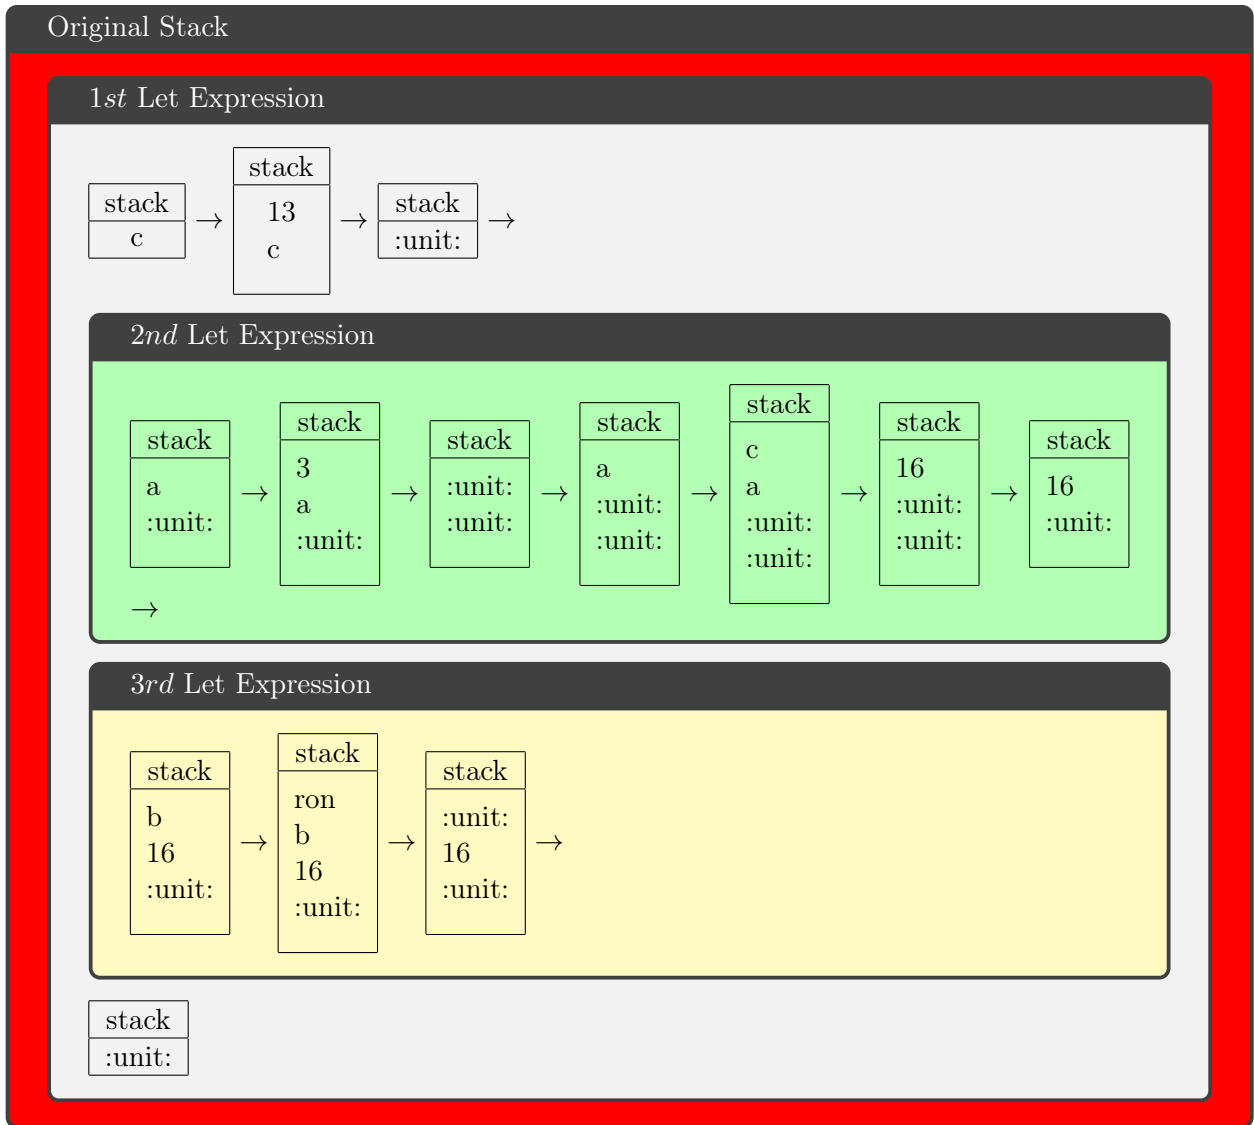 Original Stack
1st Let Expression
stack
c
→
stack
13
c
→
stack
:unit:
→
2nd Let Expression
stack
a
:unit:
→
stack
3
a
:unit:
→
stack
:unit:
:unit:
→
stack
a
:unit:
:unit:
→
stack
c
a
:unit:
:unit:
→
stack
16
:unit:
:unit:
→
stack
16
:unit:
→
3rd Let Expression
stack
b
16
:unit:
→
stack
ron
b
16
:unit:
→
stack
:unit:
16
:unit:
→
stack
:unit: